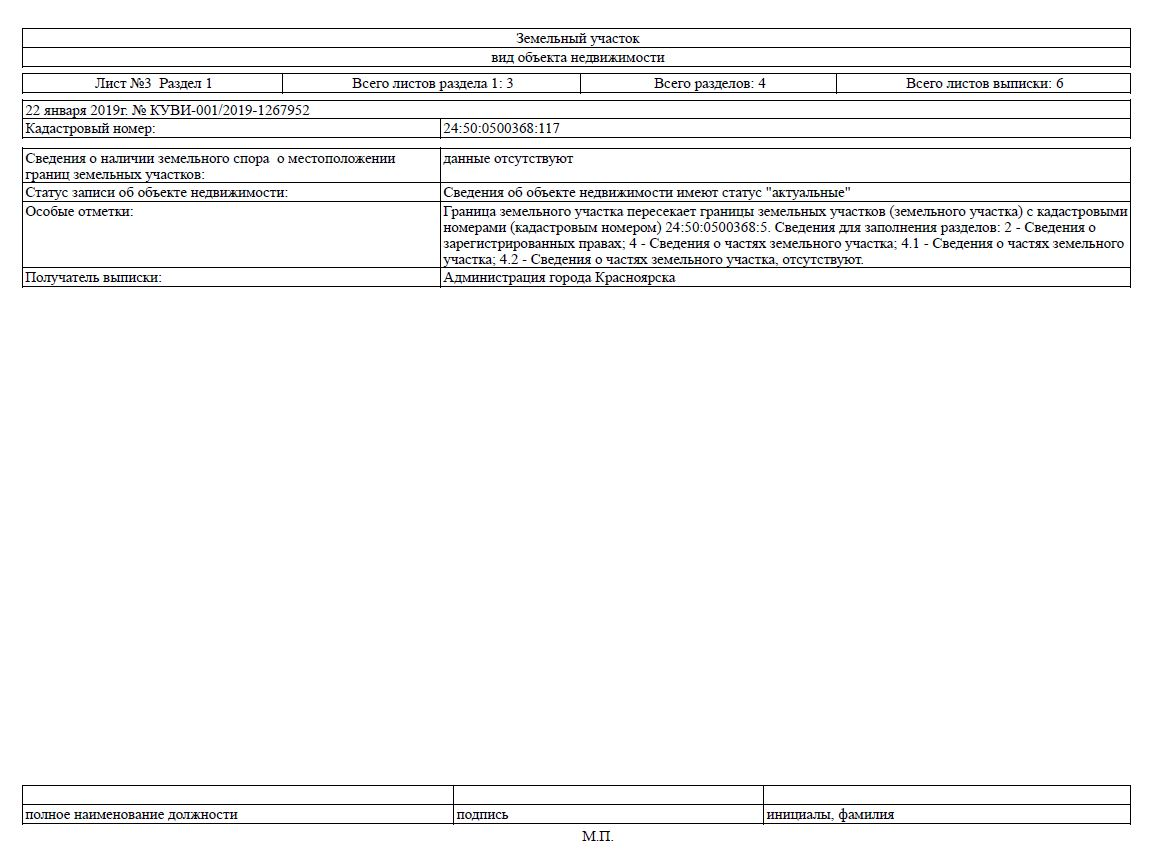 Земельный участок
вид объекта недвижимости
Лист №3 Раздел 1 Всего листов раздела 1: 3 Всего разделов: 4 Всего листов выписки: 6
22 января 2019г. № КУВИ-001/2019-1267952
Кадастровый номер: 24:50:0500368:117
Сведения о наличии земельного спора о местоположении
границ земельных участков:
данные отсутствуют
Статус записи об объекте недвижимости: Сведения об объекте недвижимости имеют статус "актуальные"
Особые отметки:
Граница земельного участка пересекает границы земельных участков (земельного участка) с кадастровыми
номерами (кадастровым номером) 24:50:0500368:5. Сведения для заполнения разделов: 2 - Сведения о
зарегистрированных правах; 4 - Сведения о частях земельного участка; 4.1 - Сведения о частях земельного
участка; 4.2 - Сведения о частях земельного участка, отсутствуют.
Получатель выписки: Администрация города Красноярска
полное наименование должности подпись инициалы, фамилия
М.П.